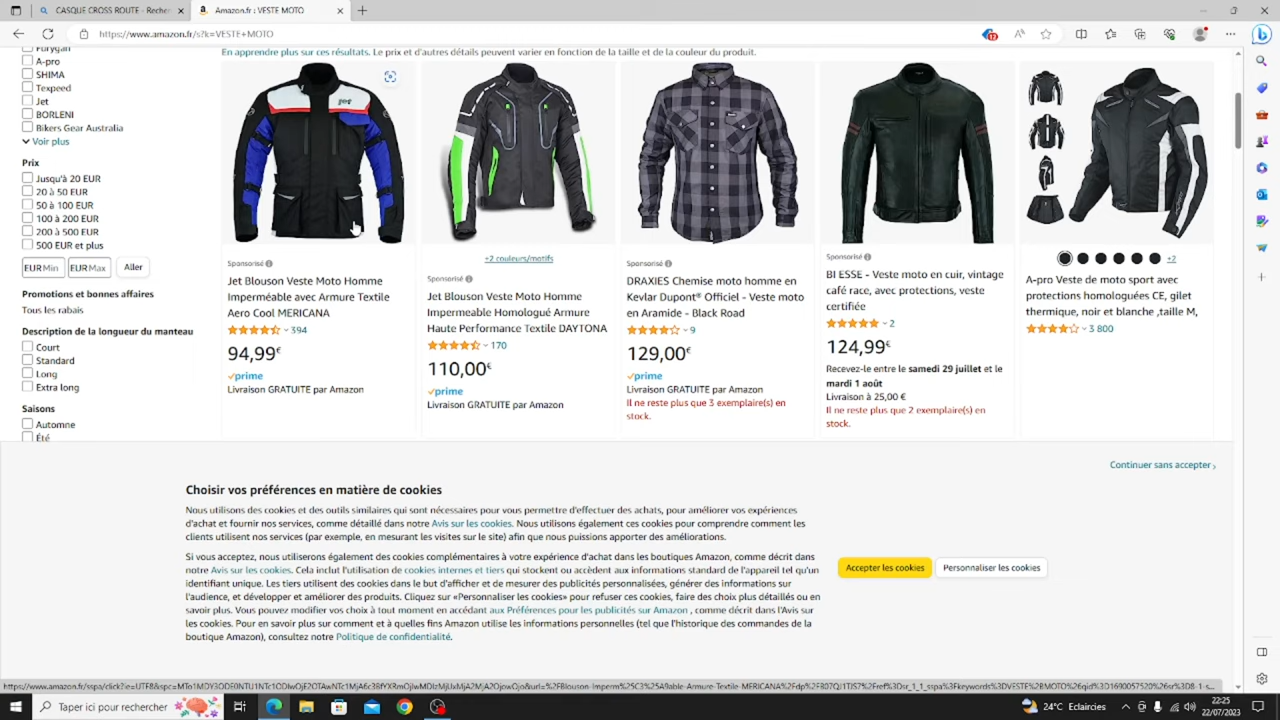 CASQUE CROSS ROUTE - Recher
Amazon.fr : VESTE MOTO
https://www.amazon.fr/s?k=VESTE+MOTO
En apprendre plus sur ces résultats. Le prix et d'autres détails peuvent varier en fonction de la taille et de la couleur du produit.
Furygan
A-pro
SHIMA
Texpeed
Jet
BORLENI
Bikers Gear Australia
Voir plus
Prix
Jusqu'à 20 EUR
20 à 50 EUR
50 à 100 EUR
100 à 200 EUR
200 à 500 EUR
500 EUR et plus
EUR Min EUR Max Aller
Promotions et bonnes affaires
Tous les rabais
Description de la longueur du manteau
Court
Standard
Long
Extra long
Saisons
Automne
Été
Sponsorisé
Jet Blouson Veste Moto Homme
Imperméable avec Armure Textile
Aero Cool MERICANA
394
94,99€
prime
Livraison GRATUITE par Amazon
+2 couleurs/motifs
Sponsorisé
Jet Blouson Veste Moto Homme
Impermeable Homologué Armure
Haute Performance Textile DAYTONA
170
110,00€
prime
Livraison GRATUITE par Amazon
Sponsorisé
DRAXIES Chemise moto homme en
Kevlar Dupont® Officiel - Veste moto
en Aramide - Black Road
9
129,00€
prime
Livraison GRATUITE par Amazon
Il ne reste plus que 3 exemplaire(s) en
stock.
Sponsorisé
BI ESSE - Veste moto en cuir, vintage
café race, avec protections, veste
certifiée
2
124,99€
Recevez-le entre le samedi 29 juillet et le
mardi 1 août
Livraison à 25,00 €
Il ne reste plus que 2 exemplaire(s) en
stock.
+2
A-pro Veste de moto sport avec
protections homologuées CE, gilet
thermique, noir et blanche ,taille M,
3 800
Continuer sans accepter
Choisir vos préférences en matière de cookies
Nous utilisons des cookies et des outils similaires qui sont nécessaires pour vous permettre d'effectuer des achats, pour améliorer vos expériences
d'achat et fournir nos services, comme détaillé dans notre Avis sur les cookies. Nous utilisons également ces cookies pour comprendre comment les
clients utilisent nos services (par exemple, en mesurant les visites sur le site) afin que nous puissions apporter des améliorations.
Si vous acceptez, nous utiliserons également des cookies complémentaires à votre expérience d'achat dans les boutiques Amazon, comme décrit dans
notre Avis sur les cookies. Cela inclut l'utilisation de cookies internes et tiers qui stockent ou accèdent aux informations standard de l'appareil tel qu'un
identifiant unique. Les tiers utilisent des cookies dans le but d'afficher et de mesurer des publicités personnalisées, générer des informations sur
l'audience, et développer et améliorer des produits. Cliquez sur «Personnaliser les cookies» pour refuser ces cookies, faire des choix plus détaillés ou en
savoir plus. Vous pouvez modifier vos choix à tout moment en accédant aux Préférences pour les publicités sur Amazon , comme décrit dans l'Avis sur
les cookies. Pour en savoir plus sur comment et à quelles fins Amazon utilise les informations personnelles (tel que l'historique des commandes de la
boutique Amazon), consultez notre Politique de confidentialité.
Accepter les cookies
Personnaliser les cookies
Taper ici pour rechercher
24°C Eclaircies
22:25
22/07/2023